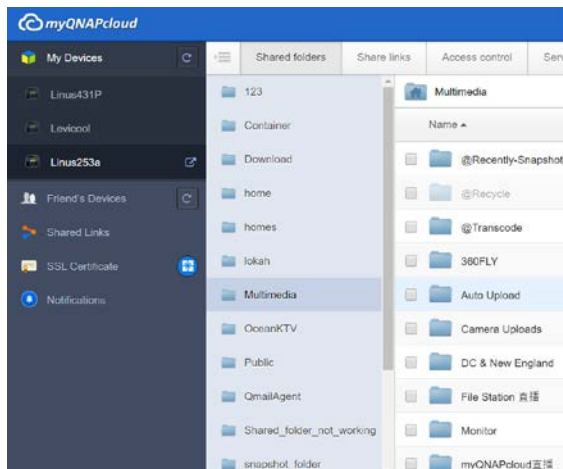 myQNAPcloud
My Devices
Linus431P
Levicool
Linus253a
Friend's Devices
Shared Links
SSL Certificate
Notifications
Shared folders
Share links
Access control
Ser
123
Container
Download
home
homes
lokah
Multimedia
OceanKTV
Public
QmailAgent
Shared_folder_not_working
snapshot_folder
Multimedia
Name
@Recently-Snapshot
@Recycle
@Transcode
360FLY
Auto Upload
Camera Uploads
DC & New England
File Station 直播
Monitor
myQNAPcloud直播